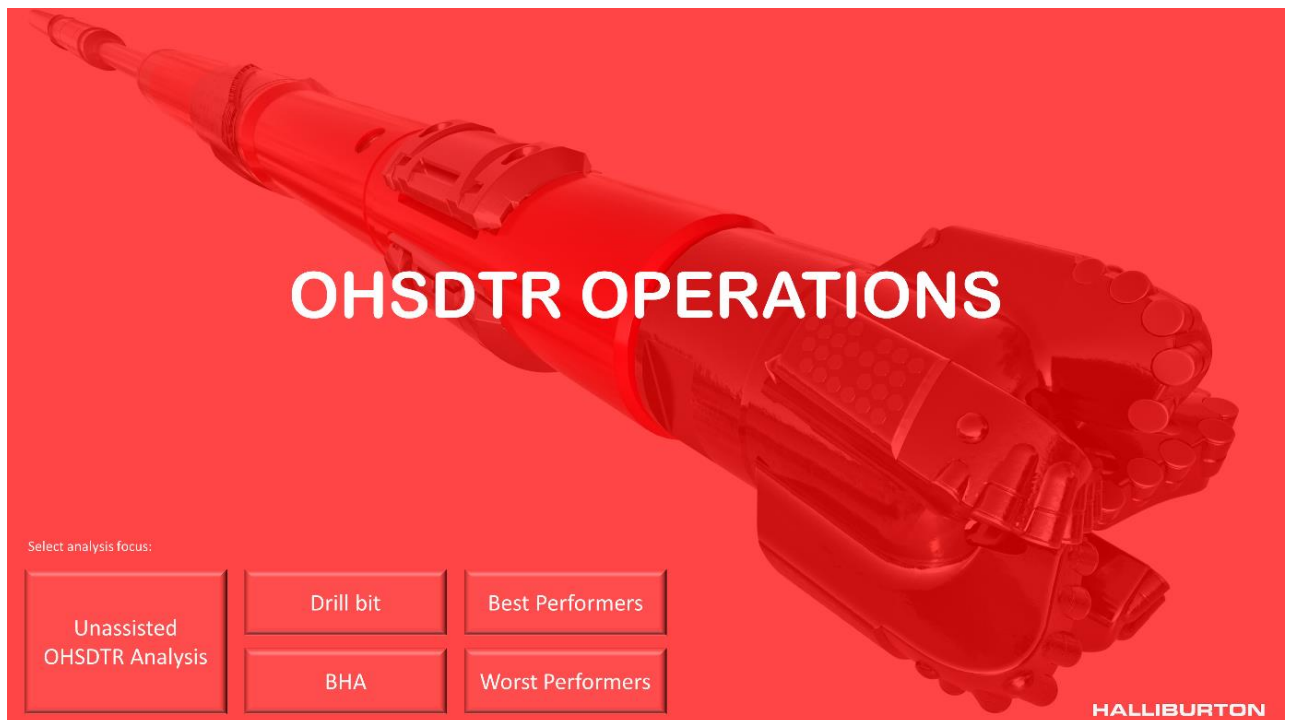 OHSDTR OPERATIONS
Select analysis focus:
Unassisted
OHSDTR Analysis
Drill bit
BHA
Best Performers
Worst Performers
HALLIBURTON